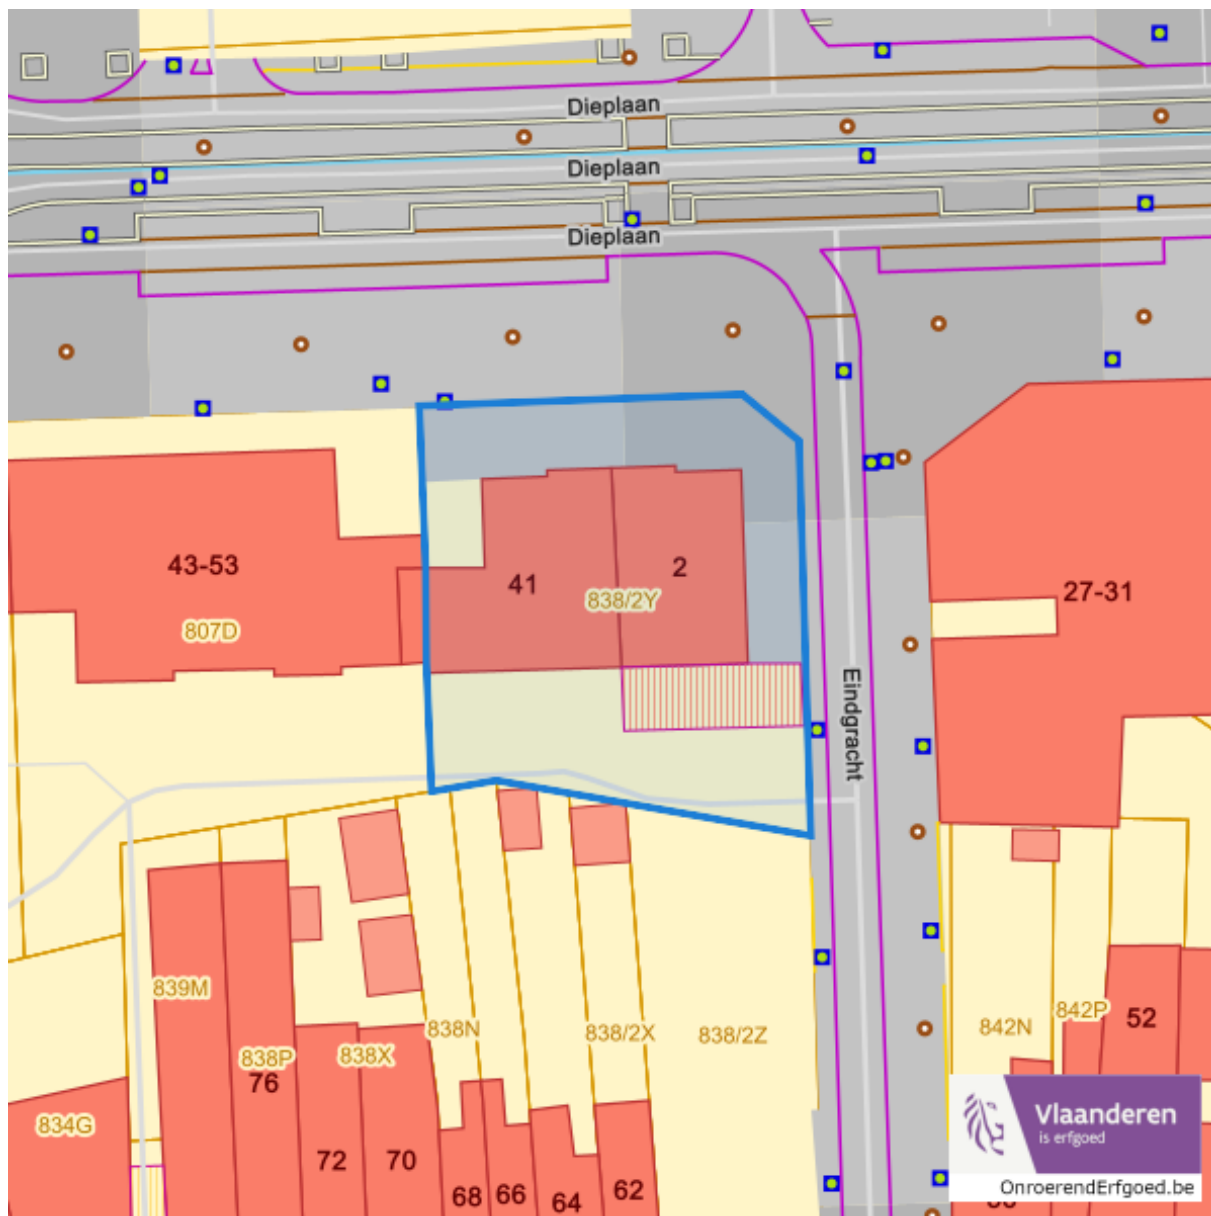 Dieplaan
Dieplaan
Dieplaan
43-53
41
2
838/2Y
27-31
807D
Eindgracht
839M
838P
76
838X
838N
838/2X
838/2Z
842N
842P
52
834G
72
70
68
66
64
62
Vlaanderen
is erfgoed
OnroerendErfgoed.be